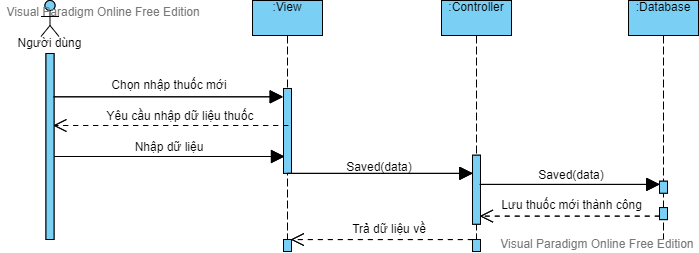 Visual Paradigm Online Free Edition
:View
:Controller
:Database
Người dùng
Chọn nhập thuốc mới
Yêu cầu nhập dữ liệu thuốc
Nhập dữ liệu
Saved(data)
Saved(data)
Lưu thuốc mới thành công
Trả dữ liệu về
Visual Paradigm Online Free Edition